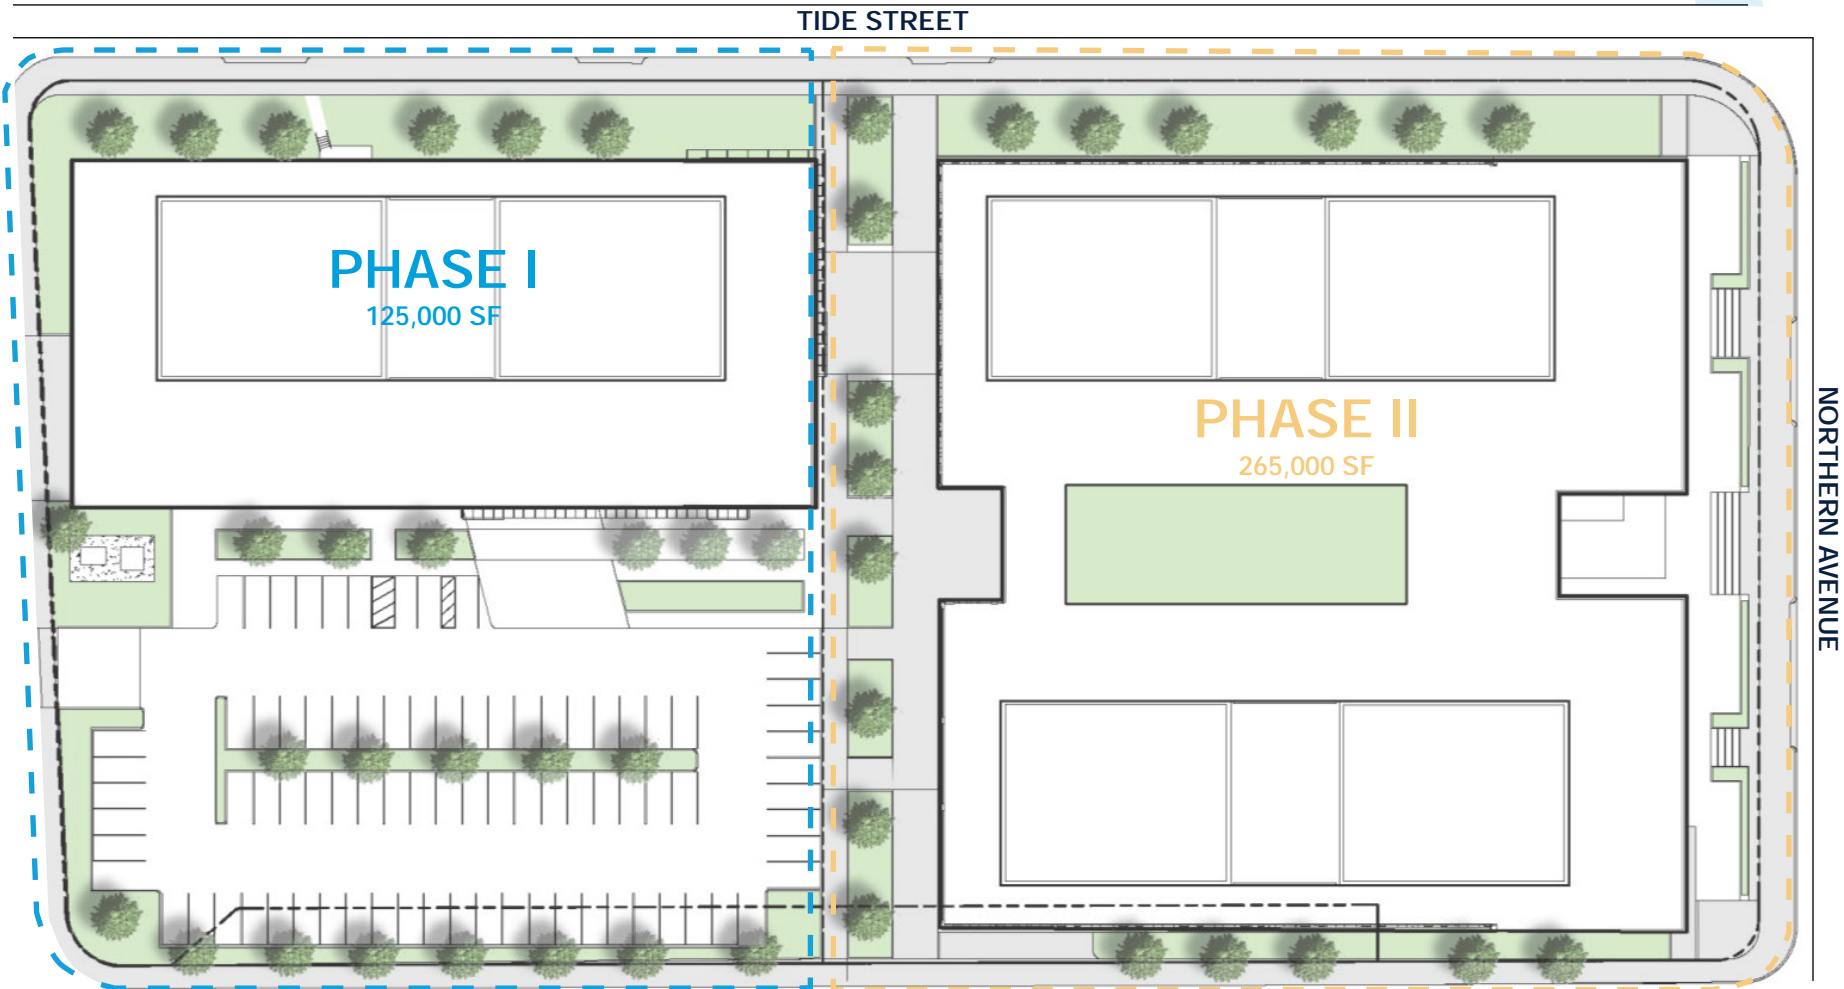 TIDE STREET
PHASE I
125,000 SF
PHASE II
265,000 SF
NORTHERN AVENUE